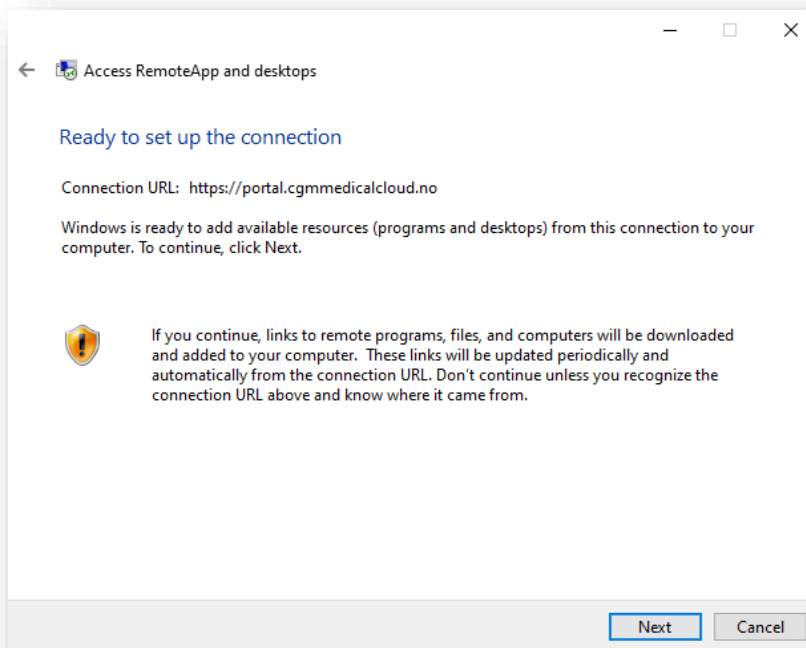 Access RemoteApp and desktops
Ready to set up the connection
Connection URL: https://portal.cgmmedicalcloud.no
Windows is ready to add available resources (programs and desktops) from this connection to your
computer. To continue, click Next.
If you continue, links to remote programs, files, and computers will be downloaded
and added to your computer. These links will be updated periodically and
automatically from the connection URL. Don't continue unless you recognize the
connection URL above and know where it came from.
Next
Cancel